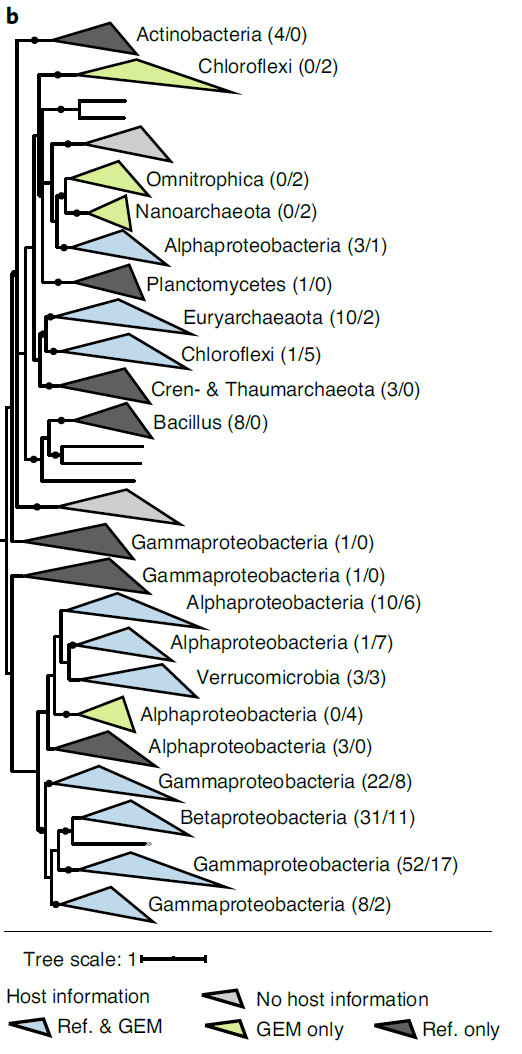 b
Actinobacteria (4/0)
Chloroflexi (0/2)
Omnitrophica (0/2)
Nanoarchaeota (0/2)
Alphaproteobacteria (3/1)
Planctomycetes (1/0)
Euryarchaeaota (10/2)
Chloroflexi (1/5)
Cren- & Thaumarchaeota (3/0)
Bacillus (8/0)
Gammaproteobacteria (1/0)
Gammaproteobacteria (1/0)
Alphaproteobacteria (10/6)
Alphaproteobacteria (1/7)
Verrucomicrobia (3/3)
Alphaproteobacteria (0/4)
Alphaproteobacteria (3/0)
Gammaproteobacteria (22/8)
Betaproteobacteria (31/11)
Gammaproteobacteria (52/17)
Gammaproteobacteria (8/2)
Tree scale: 1
Host information
No host information
Ref. & GEM
GEM only
Ref. only